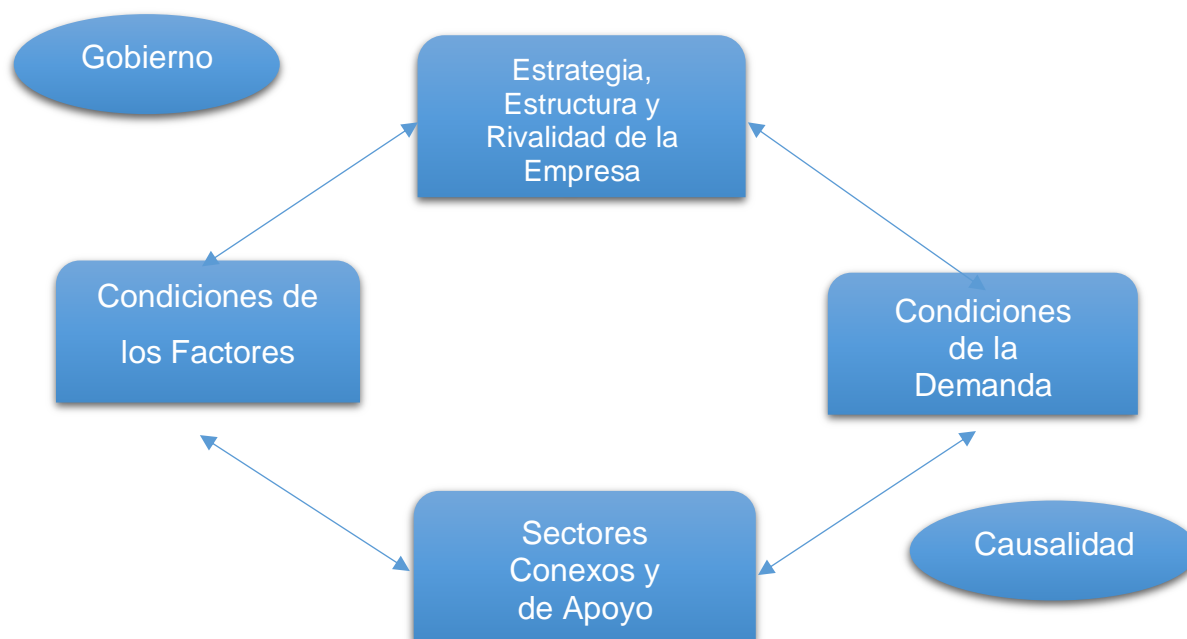 Gobierno
Estrategia,
Estructura y
Rivalidad de la
Empresa
Condiciones de
los Factores
Condiciones
de la
Demanda
Sectores
Conexos y
de Apoyo
Causalidad